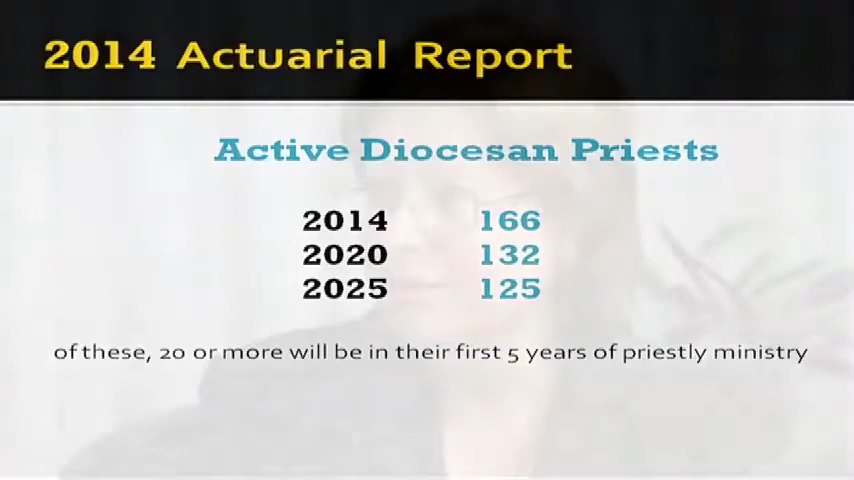 2014 Actuarial Report
Active Diocesan Priests
2014 166
2020 132
2025 125
of these, 20 or more will be in their first 5 years of priestly ministry